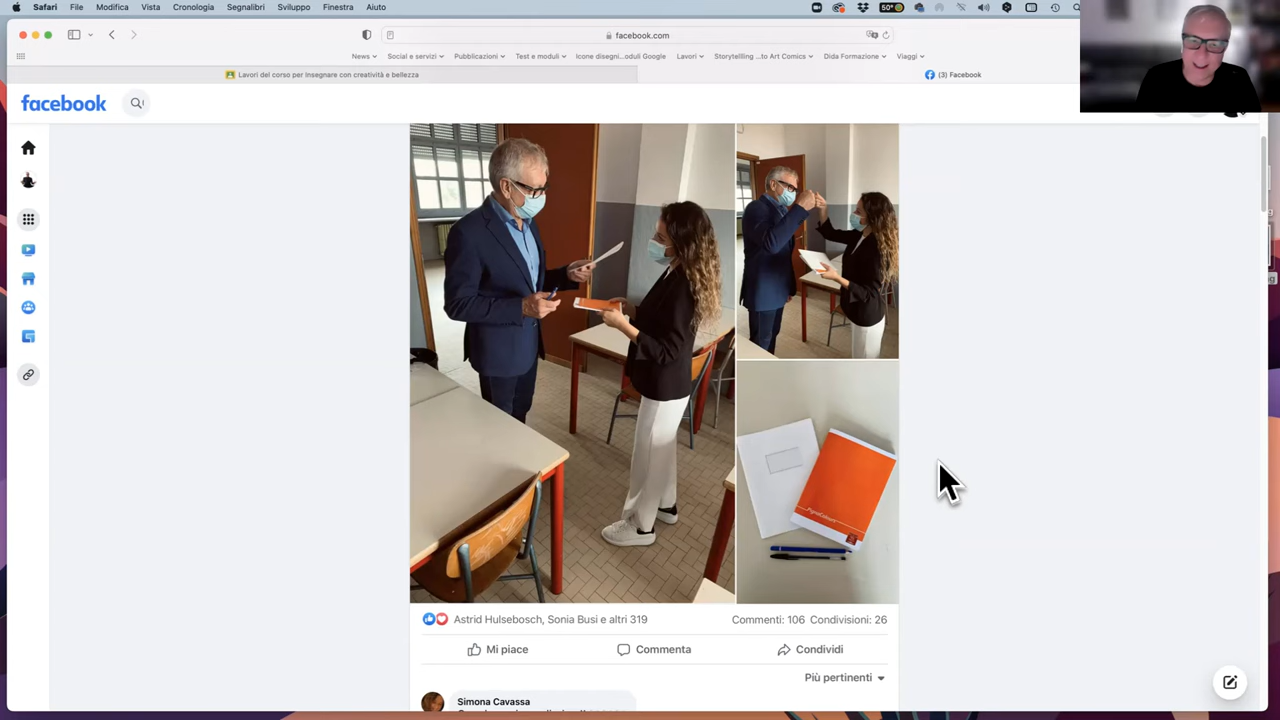 Safari File Modifica Vista Cronologia Segnalibri Sviluppo Finestra Aiuto
50°
facebook.com
News Social e servizi Pubblicazioni Test e moduli Icone disegni...oduli Google Lavori Storytelling ...to Art Comics Dida Formazione Viaggi
Lavori del corso per Insegnare con creatività e bellezza
(3) Facebook
facebook
Astrid Hulsebosch, Sonia Busi e altri 319
Commenti: 106 Condivisioni: 26
Mi piace
Commenta
Condividi
Più pertinenti
Simona Cavassa